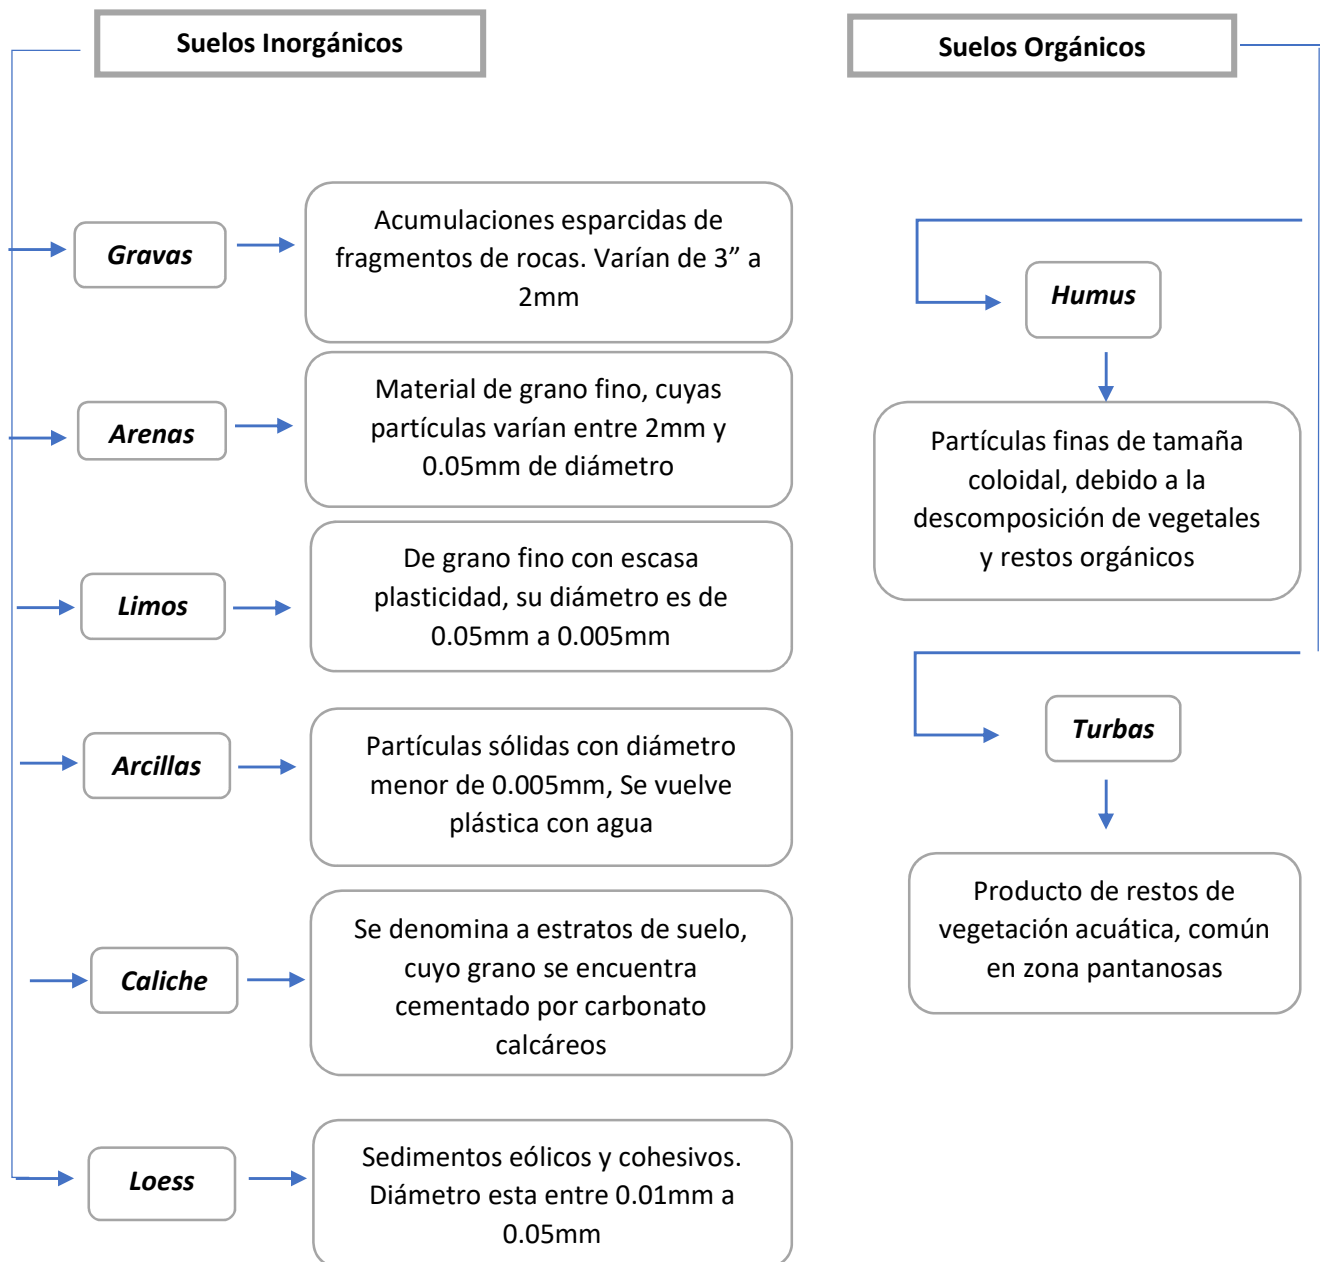 Suelos Inorgánicos
Gravas
Acumulaciones esparcidas de
fragmentos de rocas. Varían de 3” a
2mm
Arenas
Material de grano fino, cuyas
partículas varían entre 2mm y
0.05mm de diámetro
Limos
De grano fino con escasa
plasticidad, su diámetro es de
0.05mm a 0.005mm
Arcillas
Partículas sólidas con diámetro
menor de 0.005mm, Se vuelve
plástica con agua
Caliche
Se denomina a estratos de suelo,
cuyo grano se encuentra
cementado por carbonato
calcáreos
Loess
Sedimentos eólicos y cohesivos.
Diámetro esta entre 0.01mm a
0.05mm
Suelos Orgánicos
Humus
Partículas finas de tamaña
coloidal, debido a la
descomposición de vegetales
y restos orgánicos
Turbas
Producto de restos de
vegetación acuática, común
en zona pantanosas